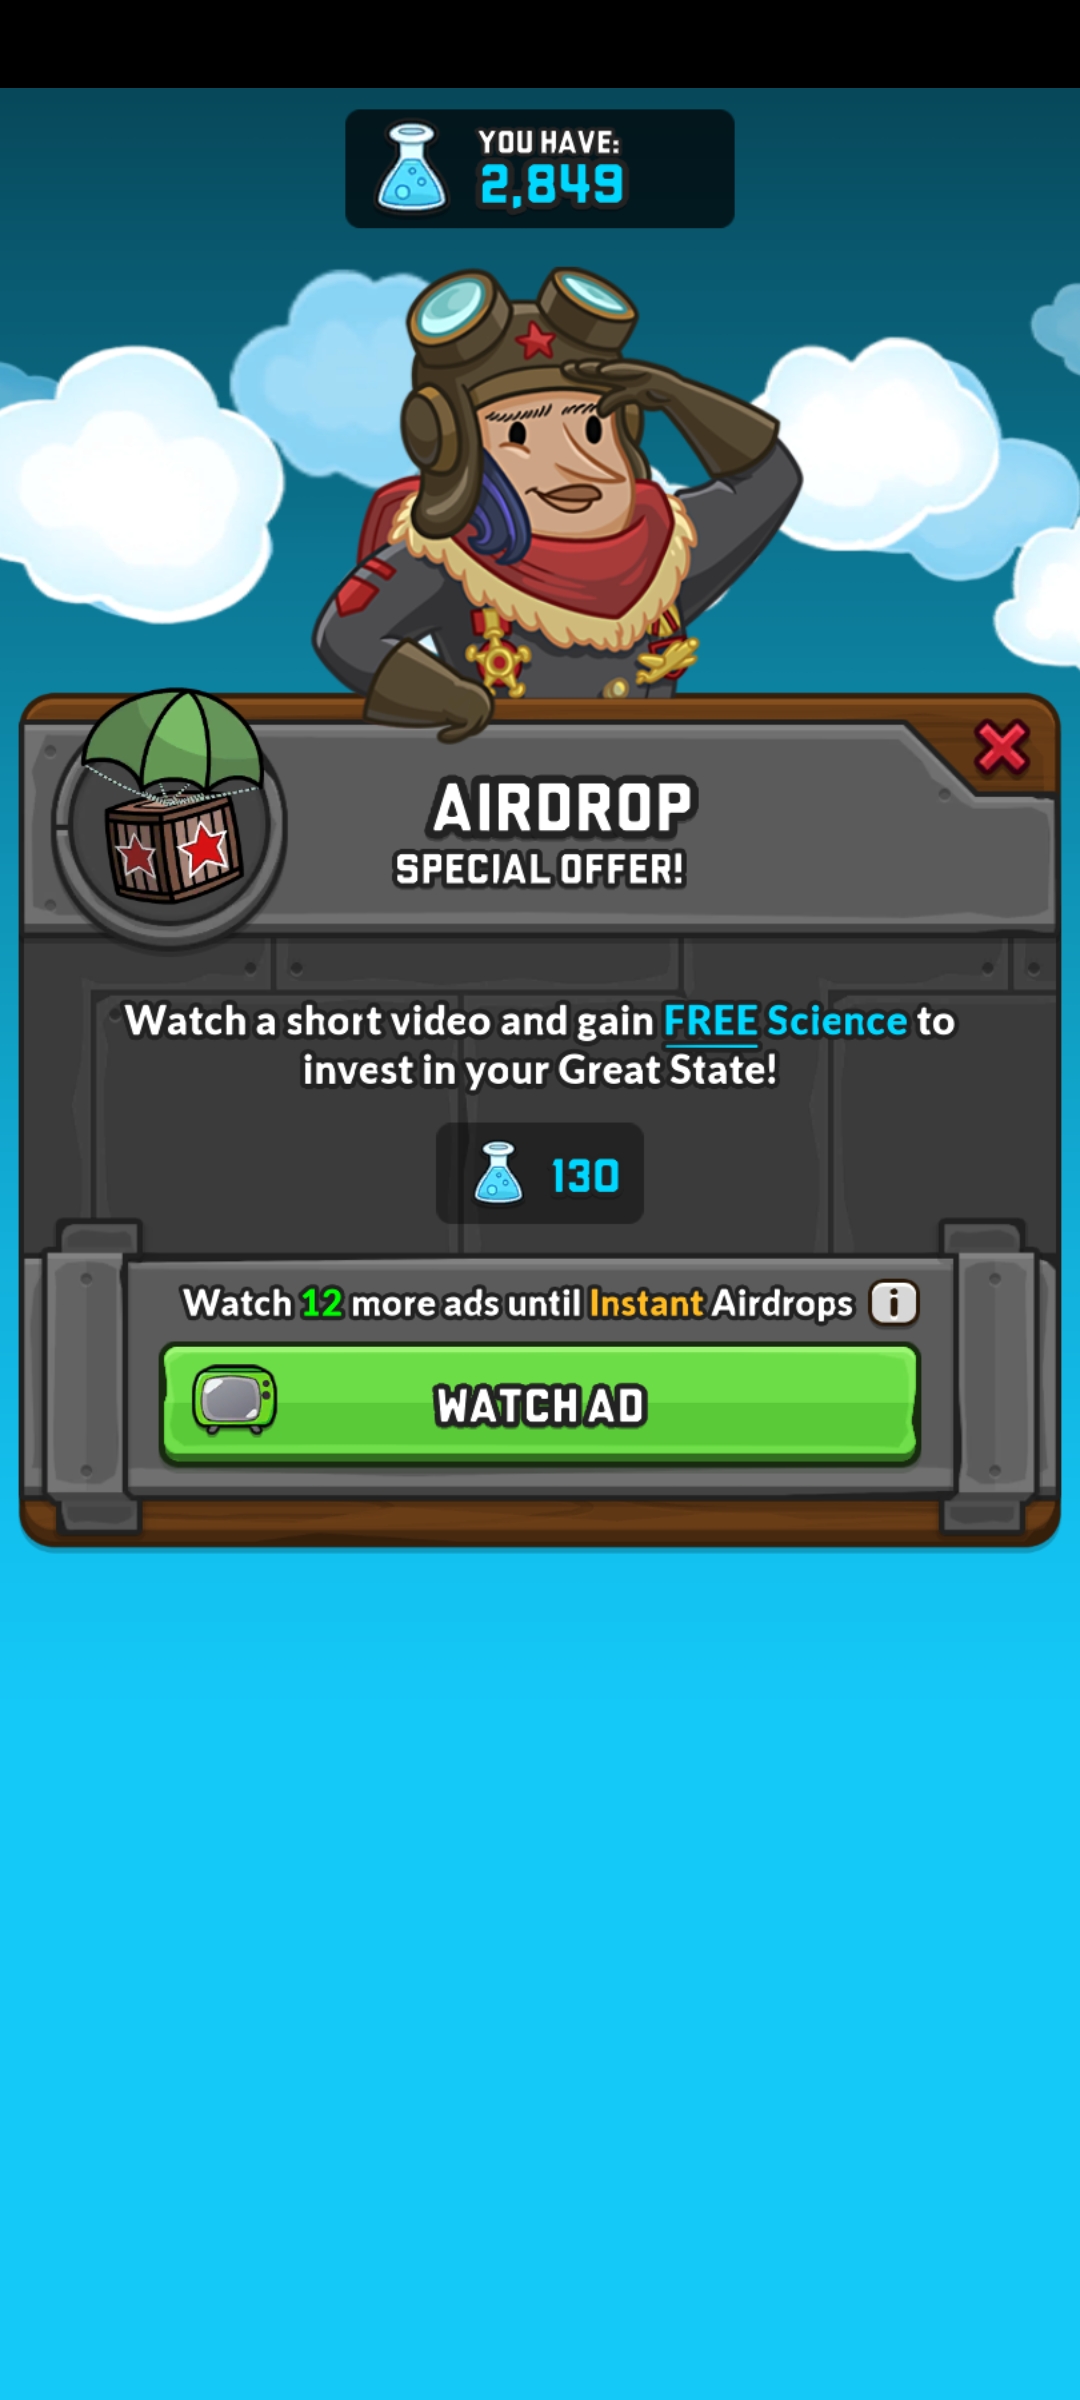 YOU HAVE:
2,849
AIRDROP
SPECIAL OFFER!
Watch a short video and gain FREE Science to
invest in your Great State!
130
Watch 12 more ads until Instant Airdrops i
WATCH AD